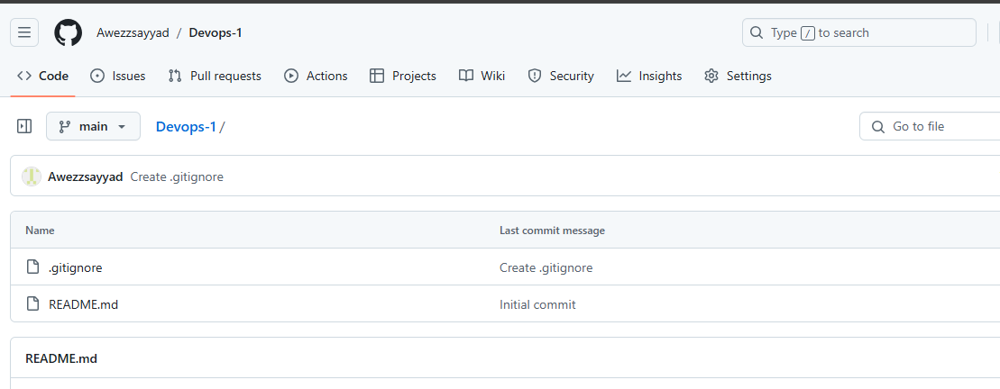 Awezzsayyad / Devops-1 Type / to search
Code Issues Pull requests Actions Projects Wiki Security Insights Settings
main Devops-1 / Go to file
Awezzsayyad Create .gitignore
Name Last commit message
.gitignore Create .gitignore
README.md Initial commit
README.md